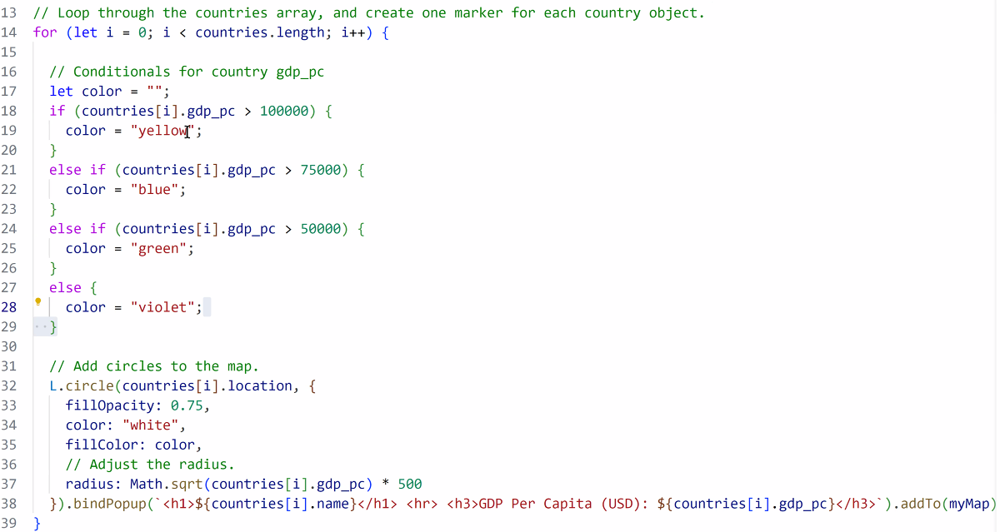 13 // Loop through the countries array, and create one marker for each country object.
14 for (let i = 0; i < countries.length; i++) {
15
16   // Conditionals for country gdp_pc
17   let color = "";
18   if (countries[i].gdp_pc > 100000) {
19     color = "yellow";
20   }
21   else if (countries[i].gdp_pc > 75000) {
22     color = "blue";
23   }
24   else if (countries[i].gdp_pc > 50000) {
25     color = "green";
26   }
27   else {
28     color = "violet";
29   }
30
31   // Add circles to the map.
32   L.circle(countries[i].location, {
33     fillOpacity: 0.75,
34     color: "white",
35     fillColor: color,
36     // Adjust the radius.
37     radius: Math.sqrt(countries[i].gdp_pc) * 500
38   }).bindPopup(`<h1>${countries[i].name}</h1> <hr> <h3>GDP Per Capita (USD): ${countries[i].gdp_pc}</h3>`).addTo(myMap)
39 }